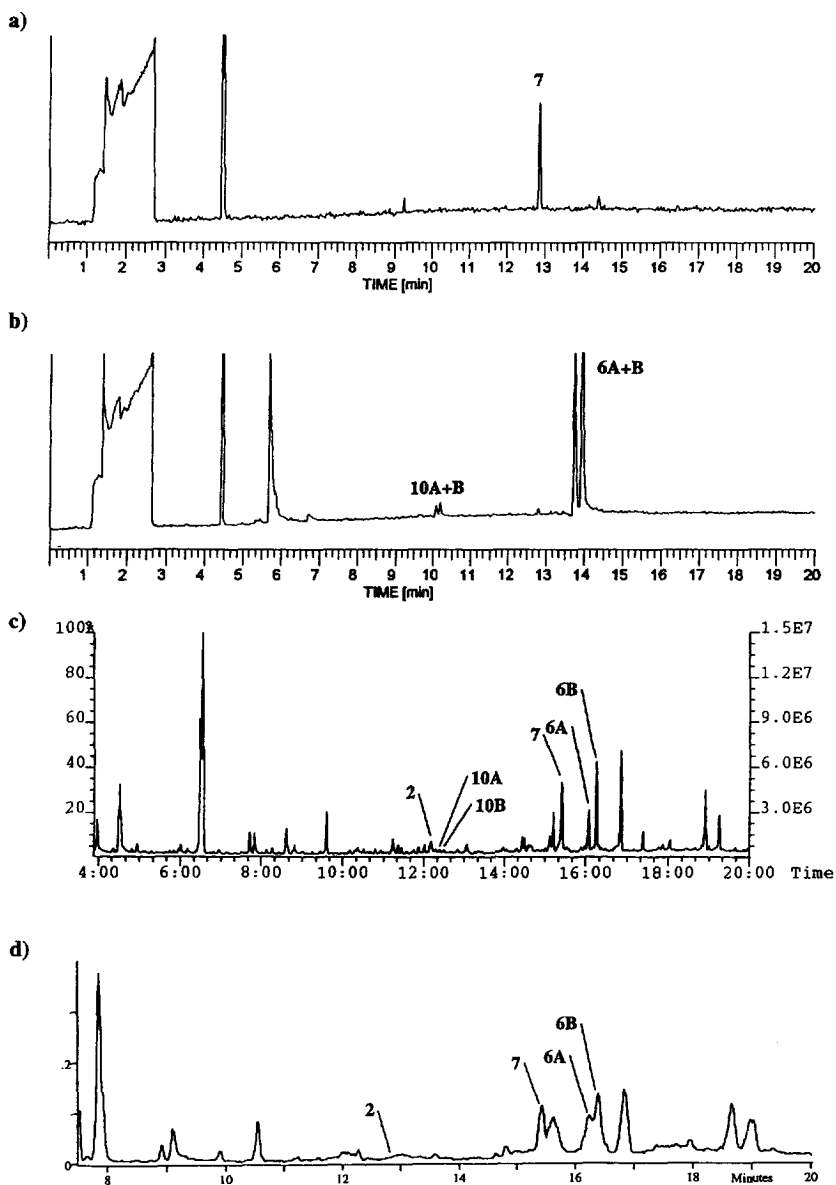 a)
7
1 2 3 4 5 6 7 8 9 10 11 12 13 14 15 16 17 18 19 20
TIME [min]
b)
6A+B
10A+B
1 2 3 4 5 6 7 8 9 10 11 12 13 14 15 16 17 18 19 20
TIME [min]
c)
100% 1.5E7
80 1.2E7
6B
60 9.0E6
7 6A
40 6.0E6
10A
2 10B
20 3.0E6
4:00 6:00 8:00 10:00 12:00 14:00 16:00 18:00 20:00 Time
d)
6B
7 6A
.2
2
0
8 10 12 14 16 18 Minutes 20